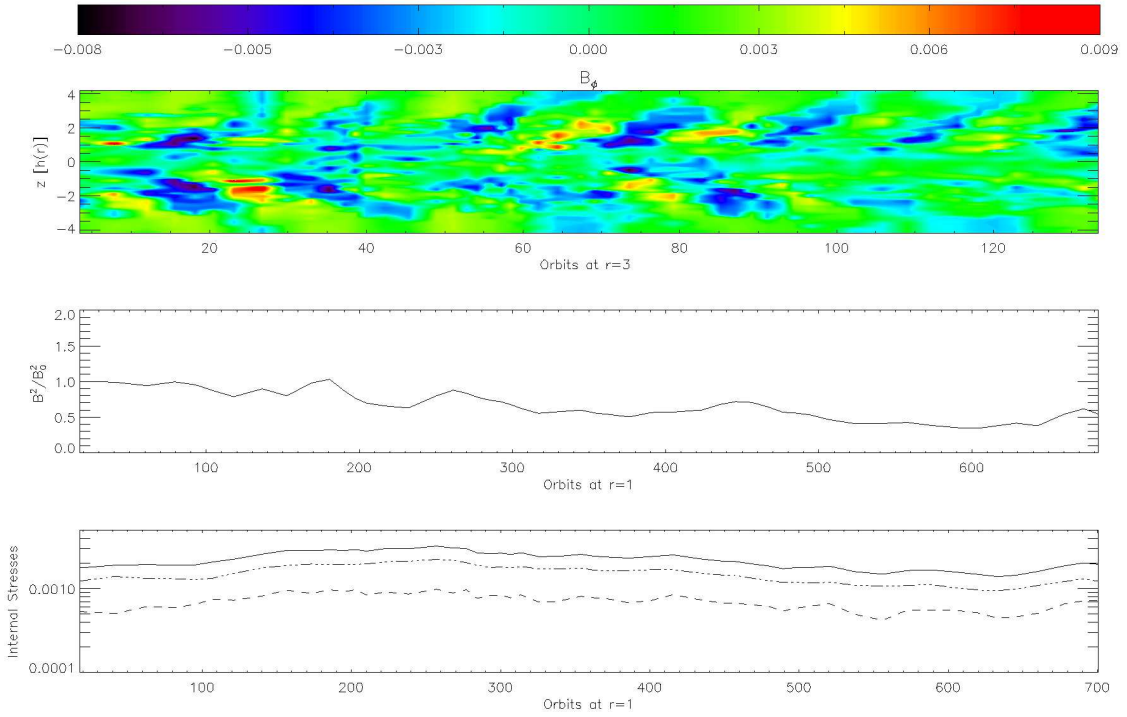 −0.008 −0.005 −0.003 0.000 0.003 0.006 0.009
B_φ
4
2
0
−2
−4
z [h(r)]
20 40 60 80 100 120
Orbits at r=3
2.0
1.5
1.0
0.5
0.0
B²/B₀²
100 200 300 400 500 600
Orbits at r=1
0.0010
0.0001
Internal Stresses
100 200 300 400 500 600 700
Orbits at r=1